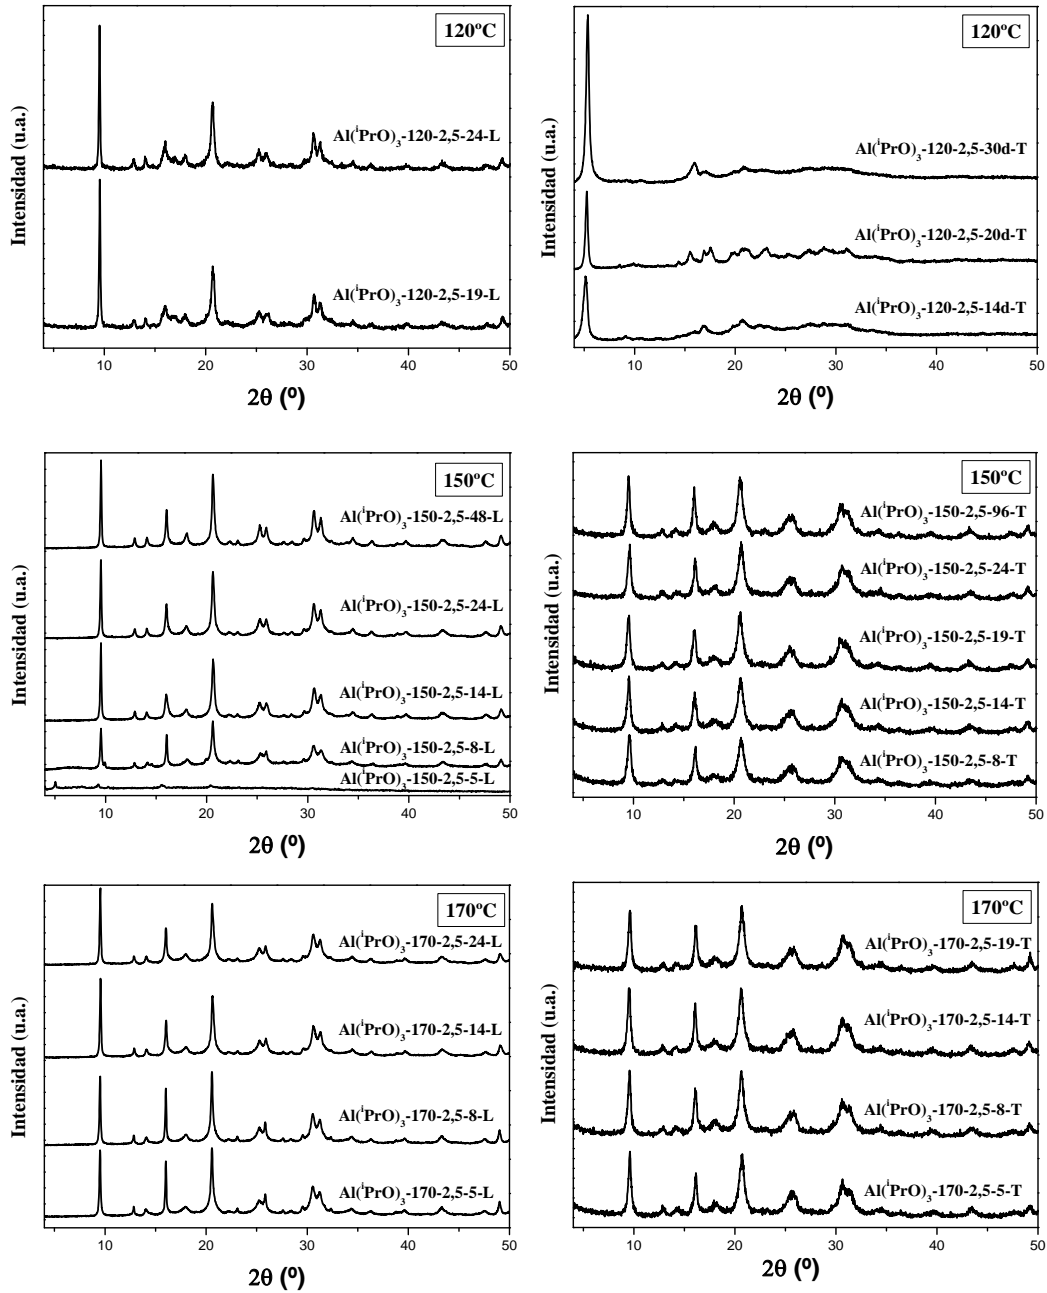 120ºC
Al(ⁱPrO)₃-120-2,5-24-L
Al(ⁱPrO)₃-120-2,5-19-L
Intensidad (u.a.)
10 20 30 40 50
2θ (º)
120ºC
Al(ⁱPrO)₃-120-2,5-30d-T
Al(ⁱPrO)₃-120-2,5-20d-T
Al(ⁱPrO)₃-120-2,5-14d-T
Intensidad (u.a.)
10 20 30 40 50
2θ (º)
150ºC
Al(ⁱPrO)₃-150-2,5-48-L
Al(ⁱPrO)₃-150-2,5-24-L
Al(ⁱPrO)₃-150-2,5-14-L
Al(ⁱPrO)₃-150-2,5-8-L
Al(ⁱPrO)₃-150-2,5-5-L
Intensidad (u.a.)
10 20 30 40 50
2θ (º)
150ºC
Al(ⁱPrO)₃-150-2,5-96-T
Al(ⁱPrO)₃-150-2,5-24-T
Al(ⁱPrO)₃-150-2,5-19-T
Al(ⁱPrO)₃-150-2,5-14-T
Al(ⁱPrO)₃-150-2,5-8-T
Intensidad (u.a.)
10 20 30 40 50
2θ (º)
170ºC
Al(ⁱPrO)₃-170-2,5-24-L
Al(ⁱPrO)₃-170-2,5-14-L
Al(ⁱPrO)₃-170-2,5-8-L
Al(ⁱPrO)₃-170-2,5-5-L
Intensidad (u.a.)
10 20 30 40 50
2θ (º)
170ºC
Al(ⁱPrO)₃-170-2,5-19-T
Al(ⁱPrO)₃-170-2,5-14-T
Al(ⁱPrO)₃-170-2,5-8-T
Al(ⁱPrO)₃-170-2,5-5-T
Intensidad (u.a.)
10 20 30 40 50
2θ (º)